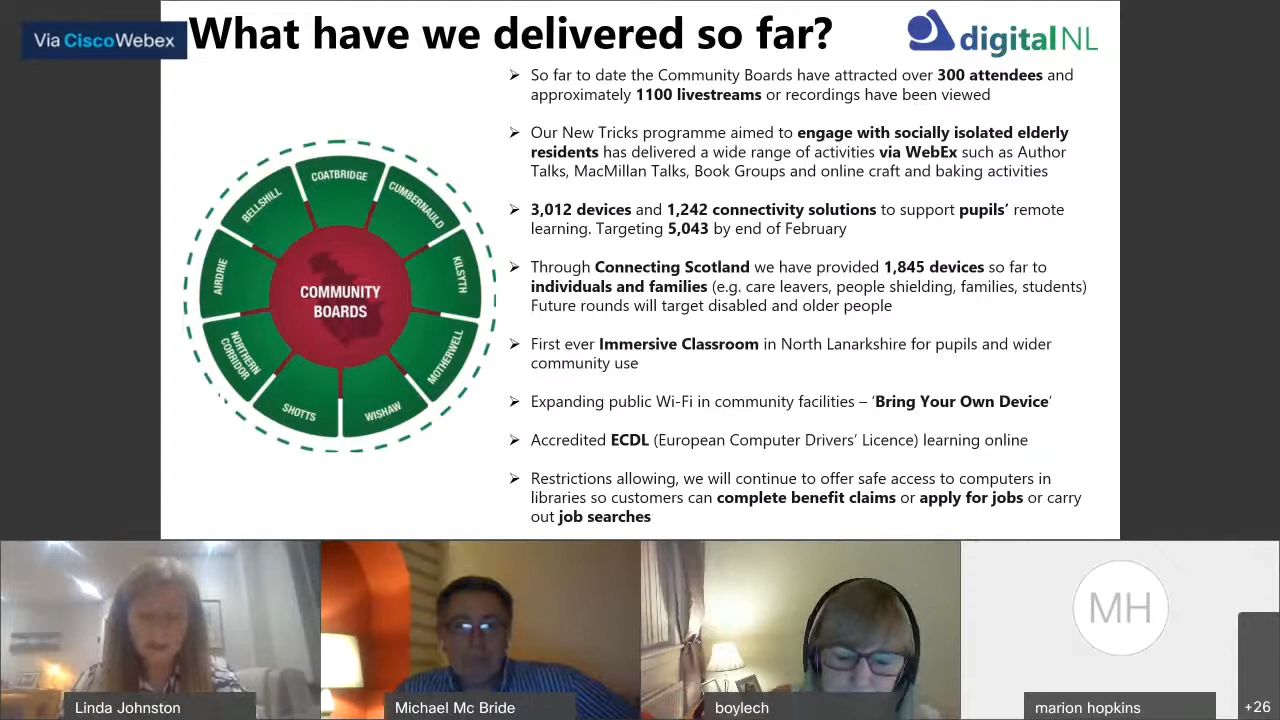 Via Cisco Webex
What have we delivered so far?
digitalNL
➢ So far to date the Community Boards have attracted over 300 attendees and
approximately 1100 livestreams or recordings have been viewed
➢ Our New Tricks programme aimed to engage with socially isolated elderly
residents has delivered a wide range of activities via WebEx such as Author
Talks, MacMillan Talks, Book Groups and online craft and baking activities
➢ 3,012 devices and 1,242 connectivity solutions to support pupils’ remote
learning. Targeting 5,043 by end of February
➢ Through Connecting Scotland we have provided 1,845 devices so far to
individuals and families (e.g. care leavers, people shielding, families, students)
Future rounds will target disabled and older people
➢ First ever Immersive Classroom in North Lanarkshire for pupils and wider
community use
➢ Expanding public Wi-Fi in community facilities – ‘Bring Your Own Device’
➢ Accredited ECDL (European Computer Drivers’ Licence) learning online
➢ Restrictions allowing, we will continue to offer safe access to computers in
libraries so customers can complete benefit claims or apply for jobs or carry
out job searches
COATBRIDGE
CUMBERNAULD
KILSYTH
MOTHERWELL
WISHAW
SHOTTS
NORTHERN
CORRIDOR
AIRDRIE
BELLSHILL
COMMUNITY
BOARDS
MH
Linda Johnston
Michael Mc Bride
boylech
marion hopkins
+26